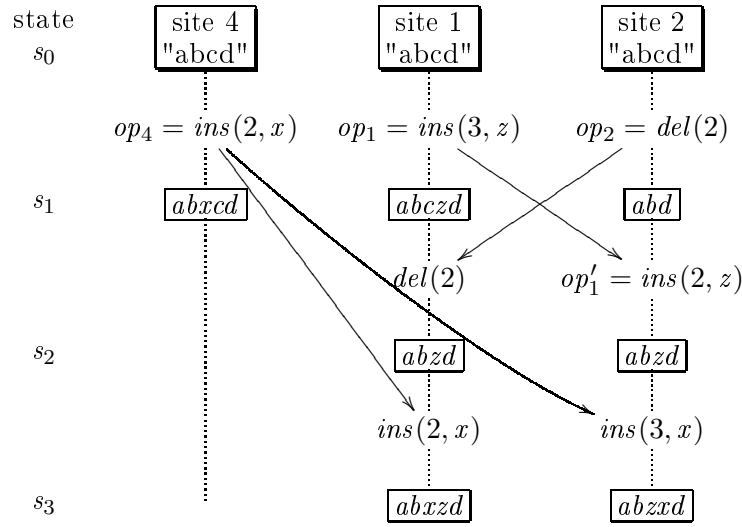 state
site 4 site 1 site 2
s0 "abcd" "abcd" "abcd"
op4 = ins(2, x) op1 = ins(3, z) op2 = del(2)
s1 abxcd abczd abd
del(2) op′1 = ins(2, z)
s2 abzd abzd
ins(2, x) ins(3, x)
s3 abxzd abzxd